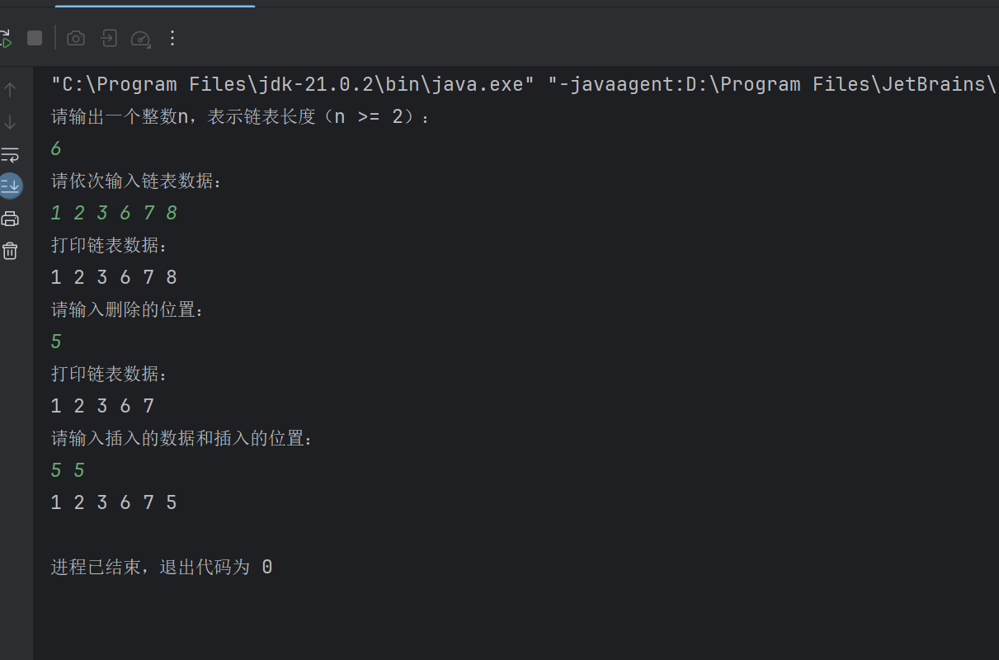 "C:\Program Files\jdk-21.0.2\bin\java.exe" "-javaagent:D:\Program Files\JetBrains\
请输出一个整数n，表示链表长度（n >= 2）：
6
请依次输入链表数据：
1 2 3 6 7 8
打印链表数据：
1 2 3 6 7 8
请输入删除的位置：
5
打印链表数据：
1 2 3 6 7
请输入插入的数据和插入的位置：
5 5
1 2 3 6 7 5
进程已结束，退出代码为 0